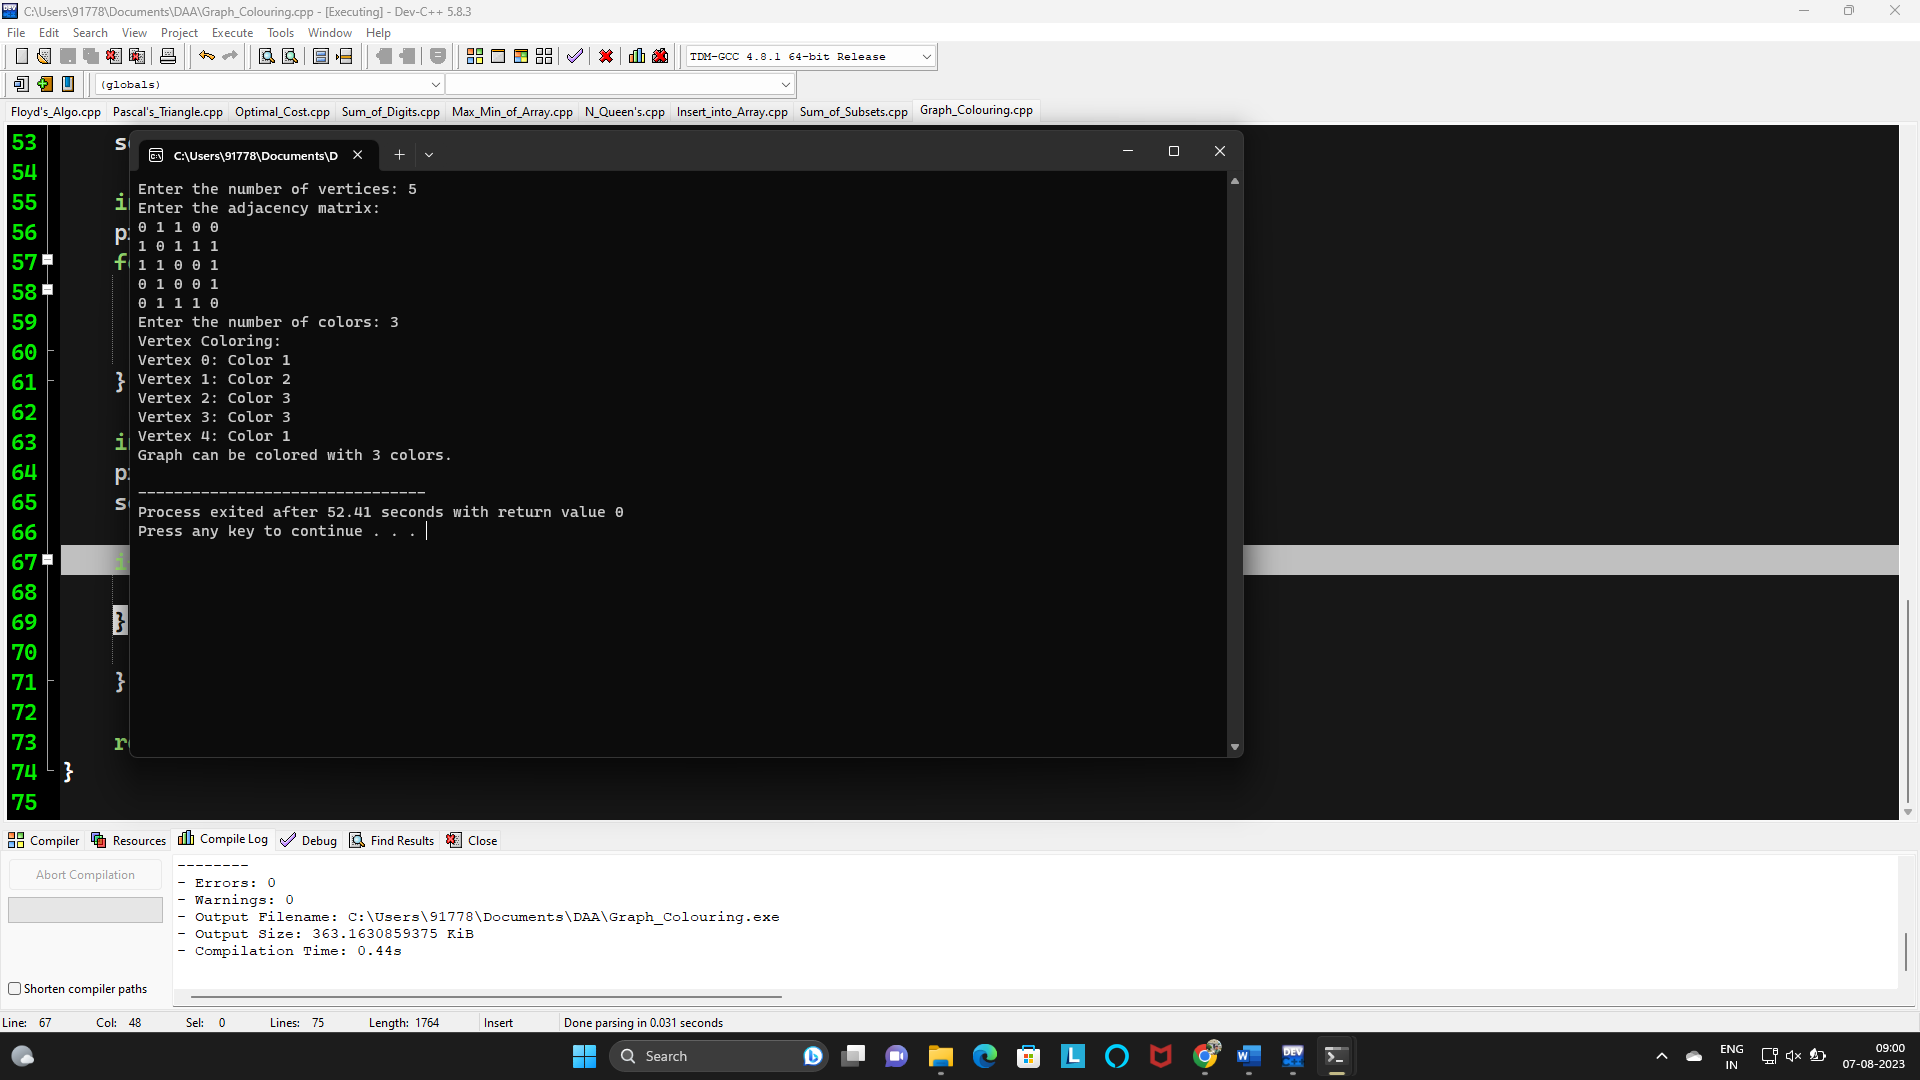 C:\Users\91778\Documents\DAA\Graph_Colouring.cpp - [Executing] - Dev-C++ 5.8.3
File Edit Search View Project Execute Tools Window Help
TDM-GCC 4.8.1 64-bit Release
(globals)
Floyd's_Algo.cpp Pascal's_Triangle.cpp Optimal_Cost.cpp Sum_of_Digits.cpp Max_Min_of_Array.cpp N_Queen's.cpp Insert_into_Array.cpp Sum_of_Subsets.cpp Graph_Colouring.cpp
C:\Users\91778\Documents\D
Enter the number of vertices: 5
Enter the adjacency matrix:
0 1 1 0 0
1 0 1 1 1
1 1 0 0 1
0 1 0 0 1
0 1 1 1 0
Enter the number of colors: 3
Vertex Coloring:
Vertex 0: Color 1
Vertex 1: Color 2
Vertex 2: Color 3
Vertex 3: Color 3
Vertex 4: Color 1
Graph can be colored with 3 colors.
--------------------------------
Process exited after 52.41 seconds with return value 0
Press any key to continue . . .
53
54
55
56
57
58
59
60
61 }
62
63
64
65
66
67
68
69 }
70
71 }
72
73
74 }
75
Compiler Resources Compile Log Debug Find Results Close
Abort Compilation
Shorten compiler paths
--------
- Errors: 0
- Warnings: 0
- Output Filename: C:\Users\91778\Documents\DAA\Graph_Colouring.exe
- Output Size: 363.1630859375 KiB
- Compilation Time: 0.44s
Line: 67 Col: 48 Sel: 0 Lines: 75 Length: 1764 Insert Done parsing in 0.031 seconds
Search
L
W
DEV
ENG
IN
09:00
07-08-2023